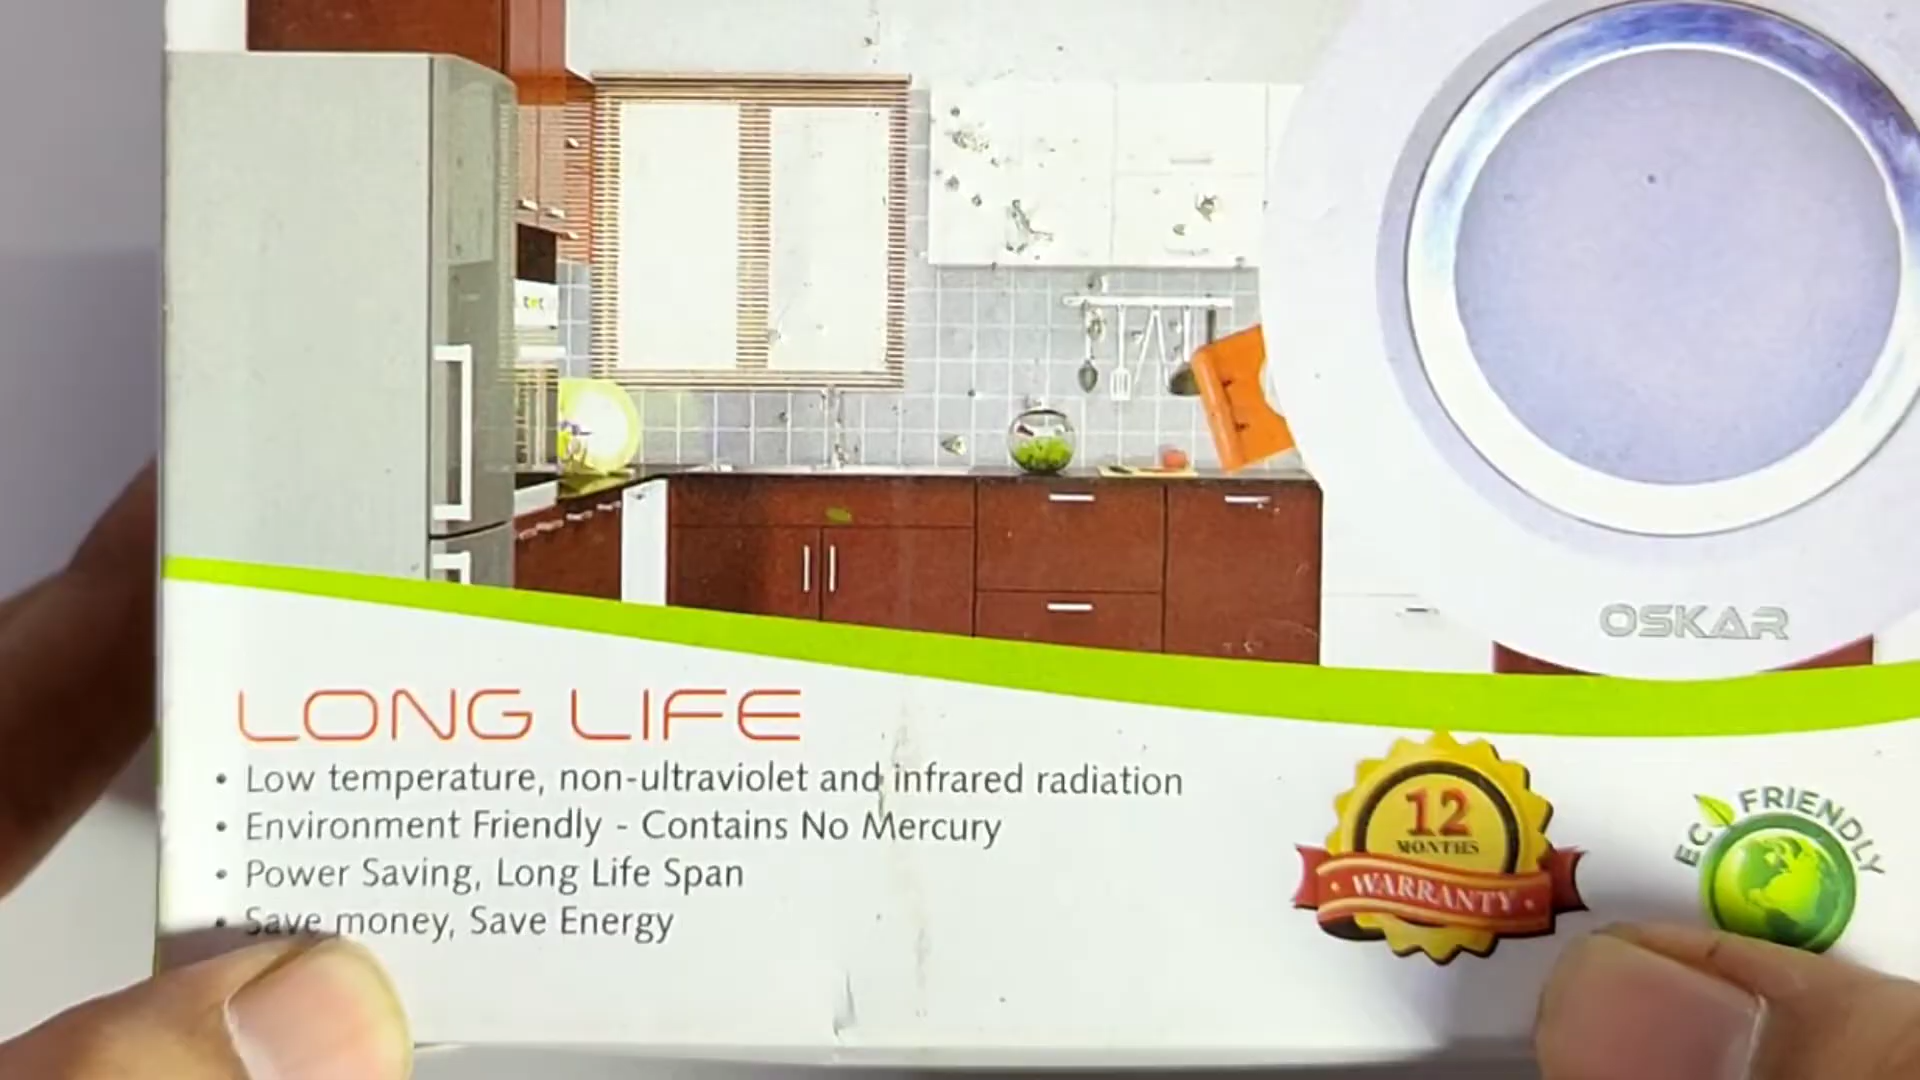 OSKAR
LONG LIFE
• Low temperature, non-ultraviolet and infrared radiation
• Environment Friendly - Contains No Mercury
• Power Saving, Long Life Span
• Save money, Save Energy
12
MONTHS
• WARRANTY •
ECO FRIENDLY